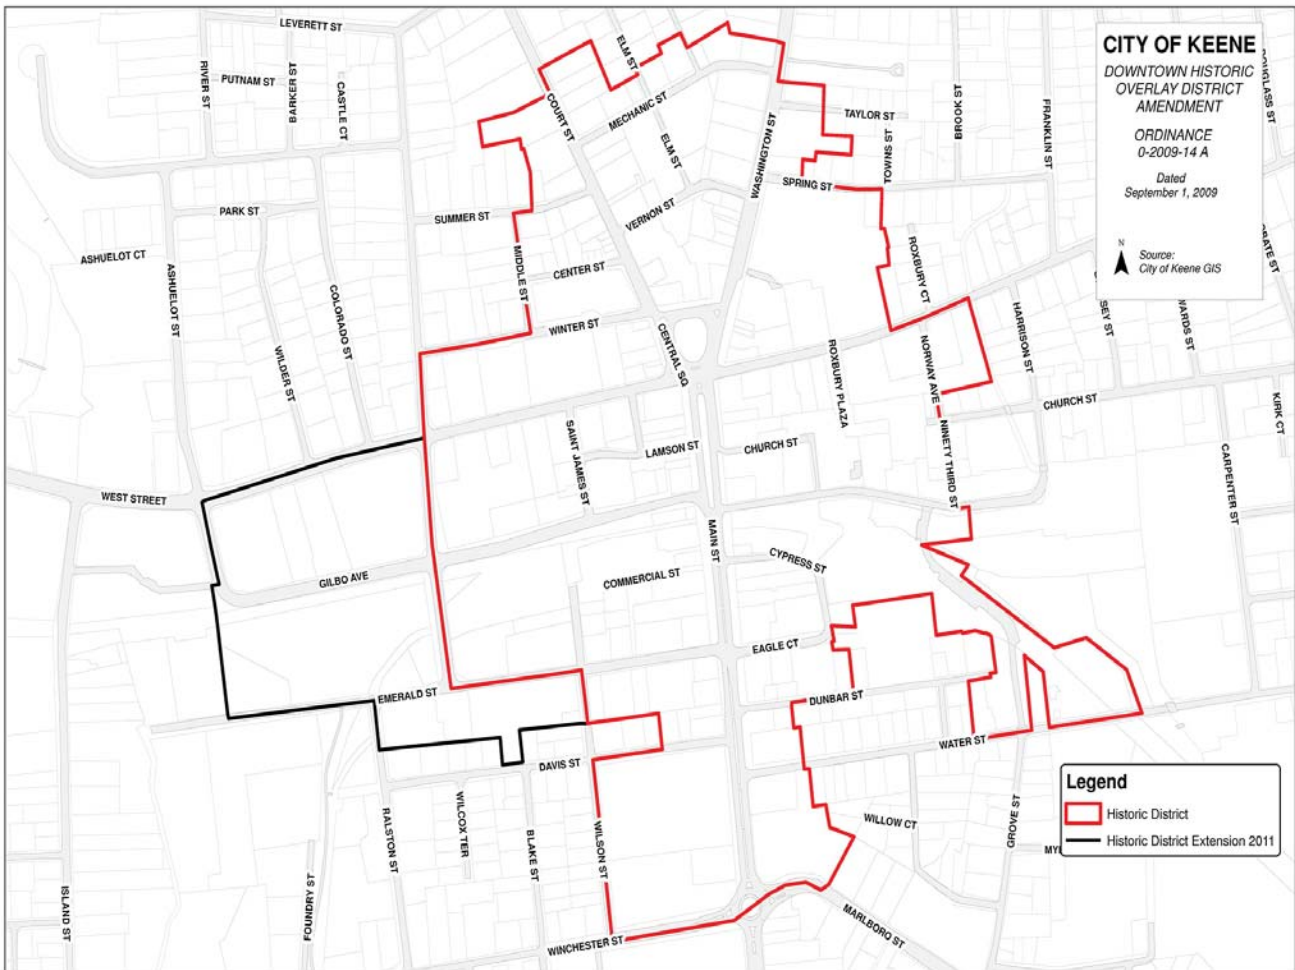 LEVERETT ST
RIVER ST
PUTNAM ST
BARKER ST
CASTLE CT
COURT ST
ELM ST
MECHANIC ST
ELM ST
WASHINGTON ST
TAYLOR ST
TOWNS ST
BROOK ST
FRANKLIN ST
CITY OF KEENE
DOWNTOWN HISTORIC
OVERLAY DISTRICT
AMENDMENT
ORDINANCE
0-2009-14 A
Dated
September 1, 2009
N
Source:
City of Keene GIS
SPRING ST
PARK ST
SUMMER ST
VERNON ST
ASHUELOT CT
ASHUELOT ST
COLORADO ST
WILDER ST
MIDDLE ST
CENTER ST
WINTER ST
CENTRAL SQ
ROXBURY CT
ROXBURY PLAZA
NORWAY AVE
HARRISON ST
CHURCH ST
KIRK CT
CARPENTER ST
SAINT JAMES ST
LAMSON ST
CHURCH ST
NINETY THIRD ST
WEST STREET
MAIN ST
GILBO AVE
COMMERCIAL ST
CYPRESS ST
EAGLE CT
EMERALD ST
DUNBAR ST
WATER ST
DAVIS ST
RALSTON ST
WILCOX TER
BLAKE ST
WILSON ST
WILLOW CT
GROVE ST
ISLAND ST
FOUNDRY ST
WINCHESTER ST
MARLBORO ST
Legend
Historic District
Historic District Extension 2011